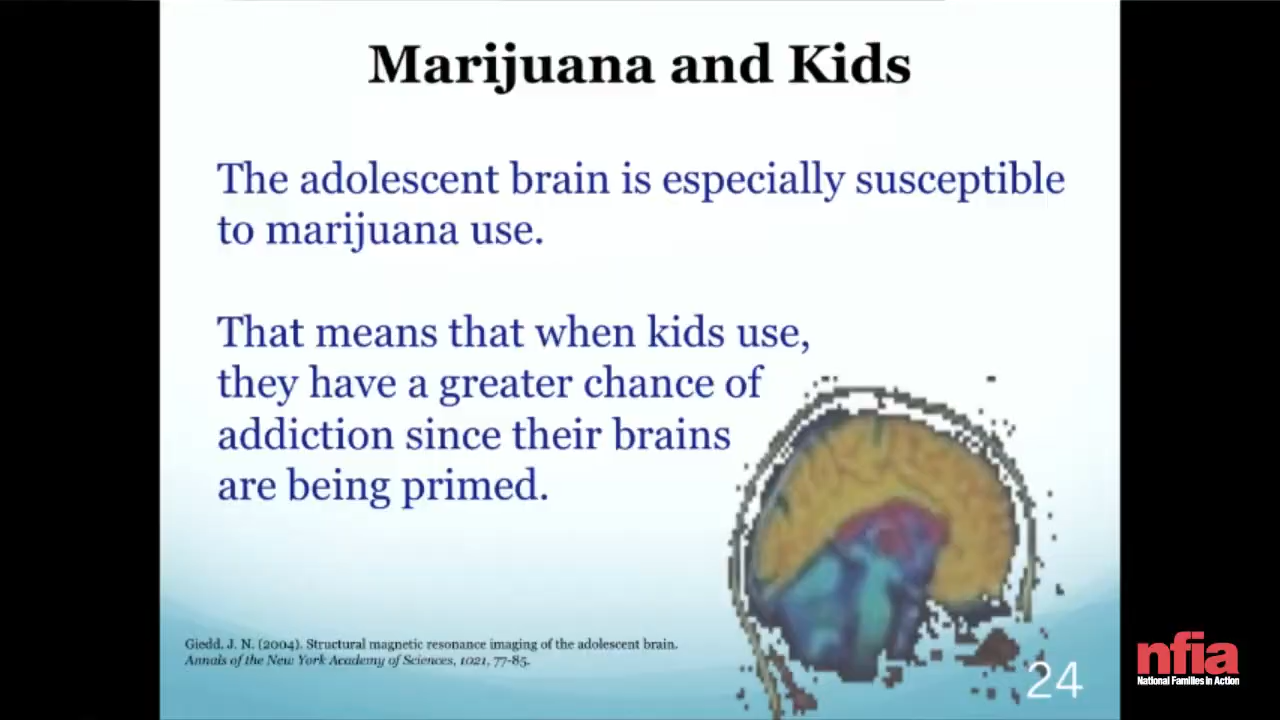 Marijuana and Kids
The adolescent brain is especially susceptible
to marijuana use.
That means that when kids use,
they have a greater chance of
addiction since their brains
are being primed.
Giedd. J. N. (2004). Structural magnetic resonance imaging of the adolescent brain.
Annals of the New York Academy of Sciences, 1021, 77-85.
24
nfia
National Families in Action